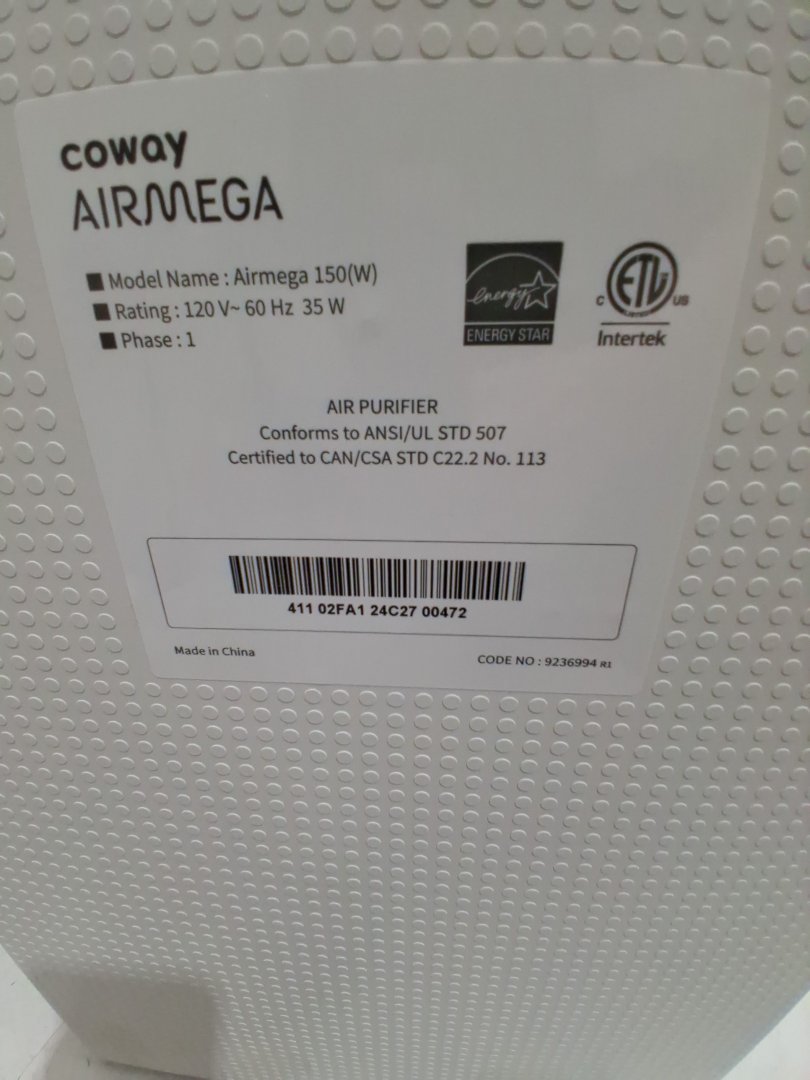 coway
AIRMEGA
■ Model Name : Airmega 150(W)
■ Rating : 120 V~ 60 Hz 35 W
■ Phase : 1
energy
ENERGY STAR
C ETL US
LISTED
Intertek
AIR PURIFIER
Conforms to ANSI/UL STD 507
Certified to CAN/CSA STD C22.2 No. 113
411 02FA1 24C27 00472
Made in China
CODE NO : 9236994 R1